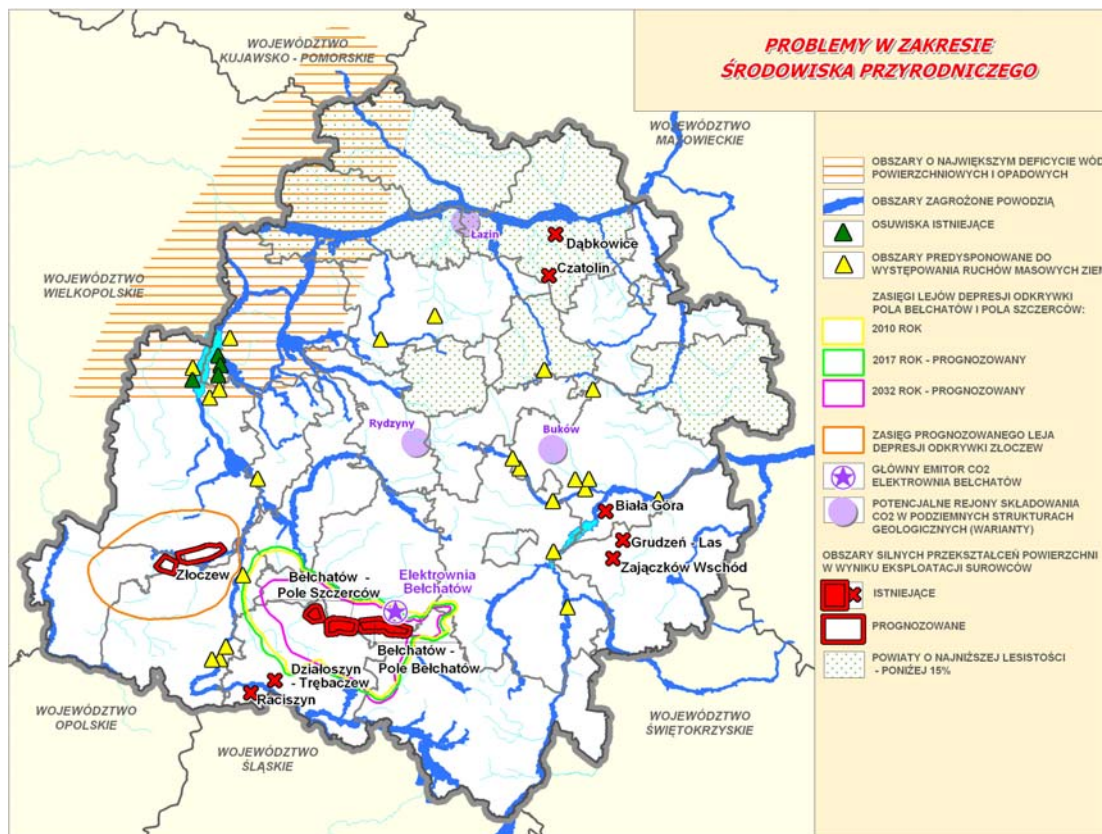 PROBLEMY W ZAKRESIE
ŚRODOWISKA PRZYRODNICZEGO
WOJEWÓDZTWO
KUJAWSKO - POMORSKIE
WOJEWÓDZTWO
MAZOWIECKIE
WOJEWÓDZTWO
WIELKOPOLSKIE
Łazin
Dąbkowice
Czatolin
Rydzyny
Buków
Biała Góra
Grudzeń - Las
Zajączków Wschód
Złoczew
Bełchatów -
Pole Szczerców
Elektrownia
Bełchatów
Bełchatów -
Pole Bełchatów
Działoszyn
- Trębaczew
Raciszyn
WOJEWÓDZTWO
OPOLSKIE
WOJEWÓDZTWO
ŚLĄSKIE
WOJEWÓDZTWO
ŚWIĘTOKRZYSKIE
OBSZARY O NAJWIĘKSZYM DEFICYCIE WÓD
POWIERZCHNIOWYCH I OPADOWYCH
OBSZARY ZAGROŻONE POWODZIĄ
OSUWISKA ISTNIEJĄCE
OBSZARY PREDYSPONOWANE DO
WYSTĘPOWANIA RUCHÓW MASOWYCH ZIEM
ZASIĘGI LEJÓW DEPRESJI ODKRYWKI
POLA BEŁCHATÓW I POLA SZCZERCÓW:
2010 ROK
2017 ROK - PROGNOZOWANY
2032 ROK - PROGNOZOWANY
ZASIĘG PROGNOZOWANEGO LEJA
DEPRESJI ODKRYWKI ZŁOCZEW
GŁÓWNY EMITOR CO2
ELEKTROWNIA BEŁCHATÓW
POTENCJALNE REJONY SKŁADOWANIA
CO2 W PODZIEMNYCH STRUKTURACH
GEOLOGICZNYCH (WARIANTY)
OBSZARY SILNYCH PRZEKSZTAŁCEŃ POWIERZCHNI
W WYNIKU EKSPLOATACJI SUROWCÓW
ISTNIEJĄCE
PROGNOZOWANE
POWIATY O NAJNIŻSZEJ LESISTOŚCI
- PONIŻEJ 15%